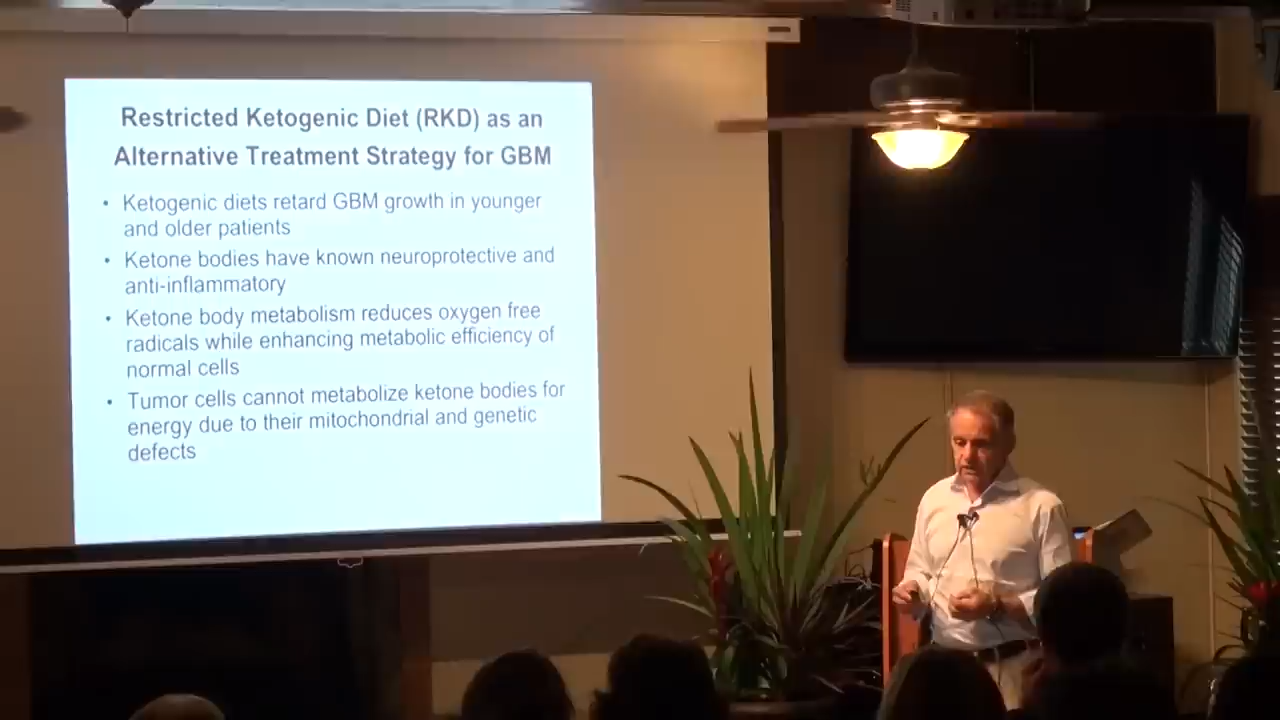 Restricted Ketogenic Diet (RKD) as an
Alternative Treatment Strategy for GBM
• Ketogenic diets retard GBM growth in younger
and older patients
• Ketone bodies have known neuroprotective and
anti-inflammatory
• Ketone body metabolism reduces oxygen free
radicals while enhancing metabolic efficiency of
normal cells
• Tumor cells cannot metabolize ketone bodies for
energy due to their mitochondrial and genetic
defects